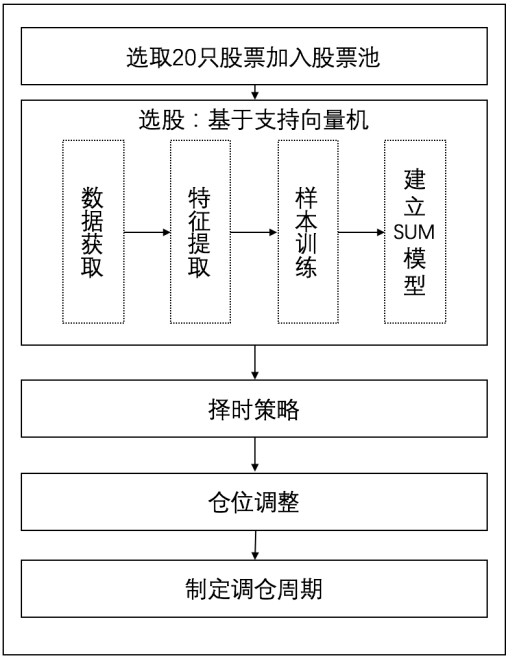 选取20只股票加入股票池
选股：基于支持向量机
数据获取
特征提取
样本训练
建立SUM模型
择时策略
仓位调整
制定调仓周期